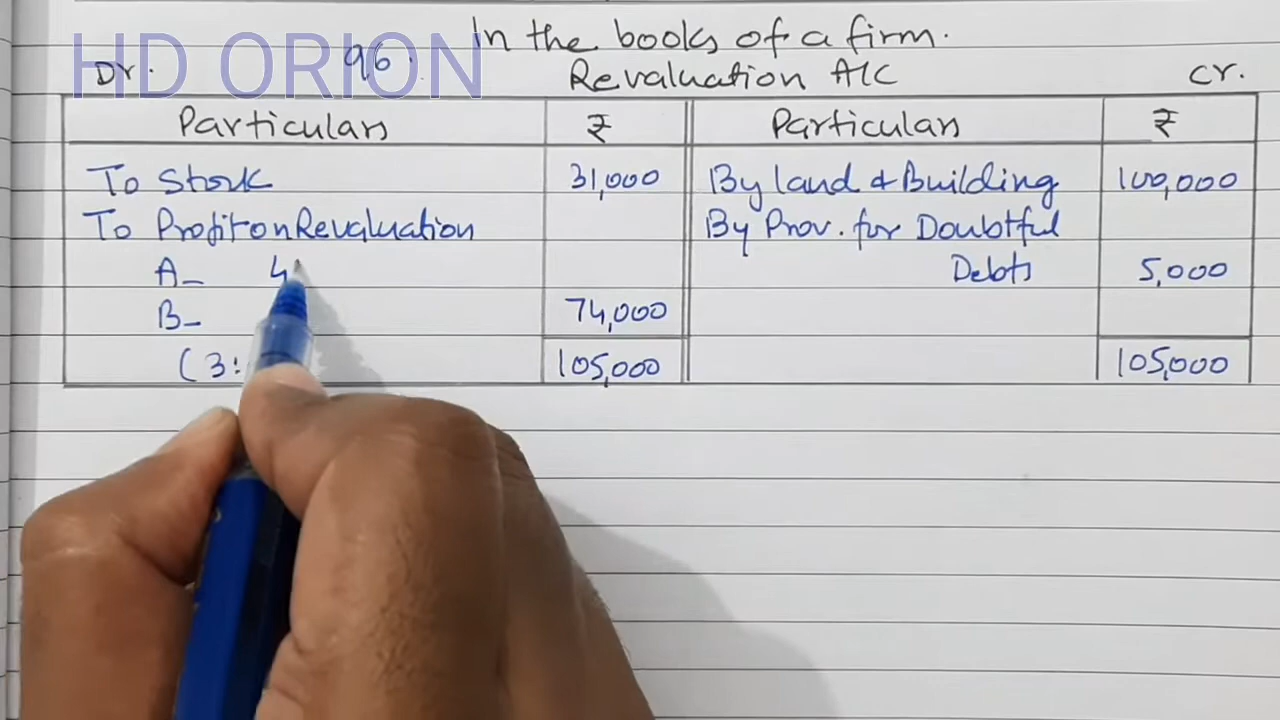 HD ORION
96.
In the books of a firm.
Dr. Revaluation A/C Cr.
Particulars ₹ Particulars ₹
To Stock 31,000 By land & Building 100,000
To Profit on Revaluation By Prov. for Doubtful
A- 4 Debts 5,000
B- 74,000
(3: 105,000 105,000